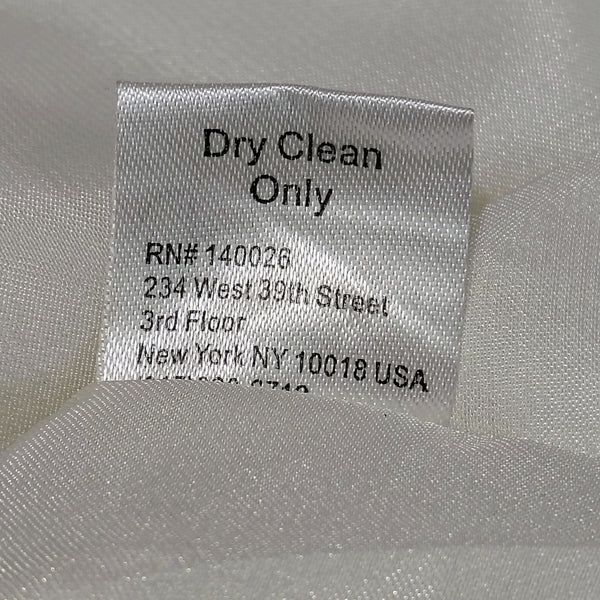 Dry Clean
Only
RN# 140026
234 West 39th Street
3rd Floor
New York NY 10018 USA